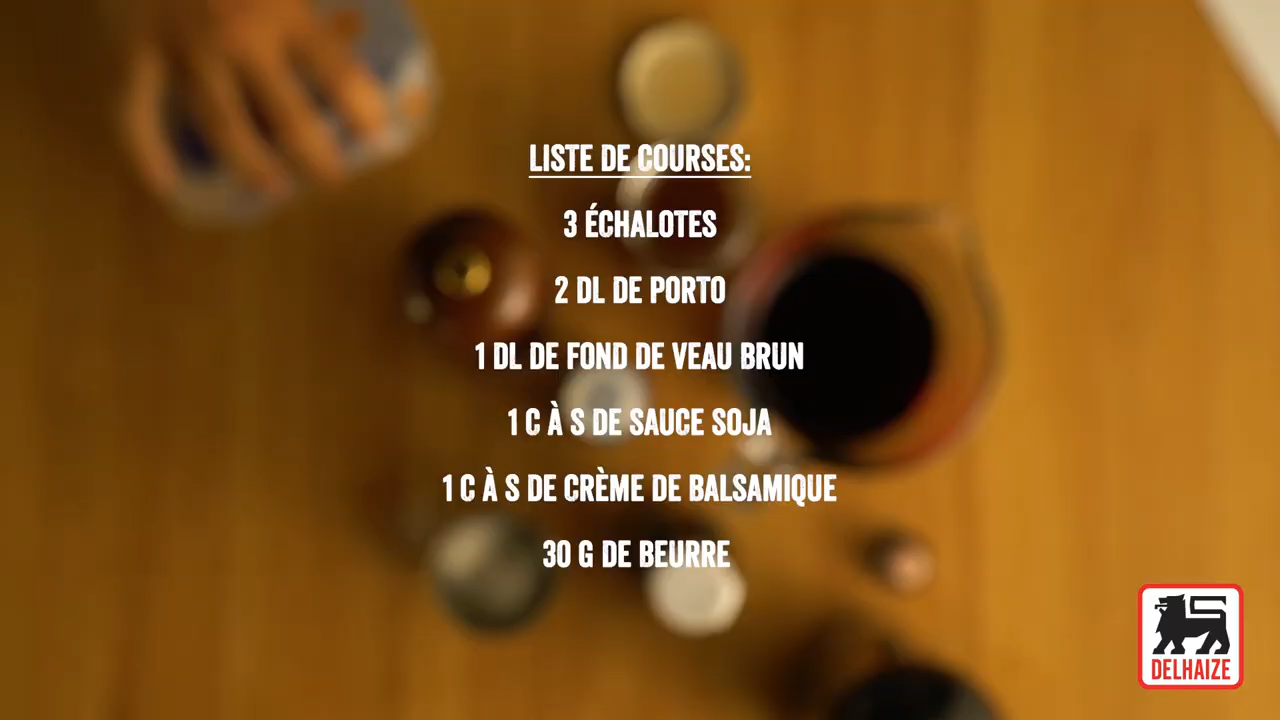 LISTE DE COURSES:
3 ÉCHALOTES
2 DL DE PORTO
1 DL DE FOND DE VEAU BRUN
1 C À S DE SAUCE SOJA
1 C À S DE CRÈME DE BALSAMIQUE
30 G DE BEURRE
DELHAIZE